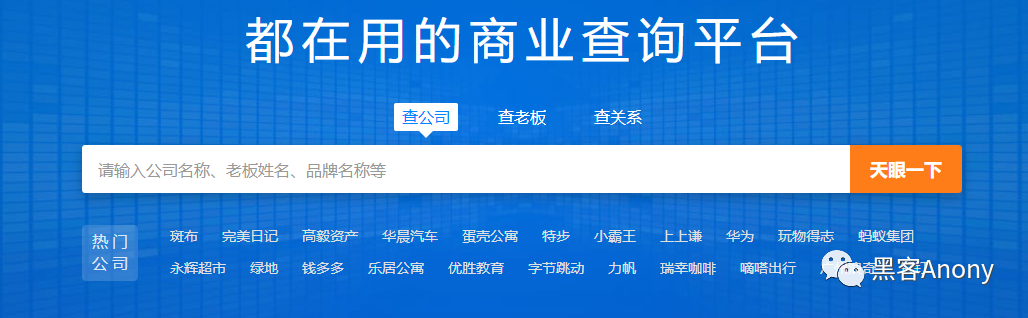 都在用的商业查询平台
查公司 查老板 查关系
请输入公司名称、老板姓名、品牌名称等 天眼一下
热门公司
斑布 完美日记 高毅资产 华晨汽车 蛋壳公寓 特步 小霸王 上上谦 华为 玩物得志 蚂蚁集团
永辉超市 绿地 钱多多 乐居公寓 优胜教育 字节跳动 力帆 瑞幸咖啡 嘀嗒出行
黑客Anony